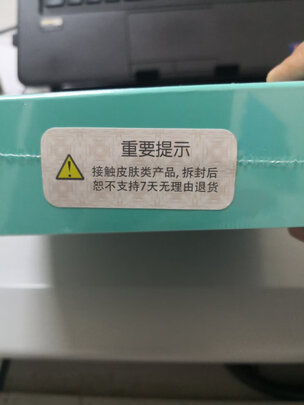 重要提示
接触皮肤类产品, 拆封后
恕不支持7天无理由退货